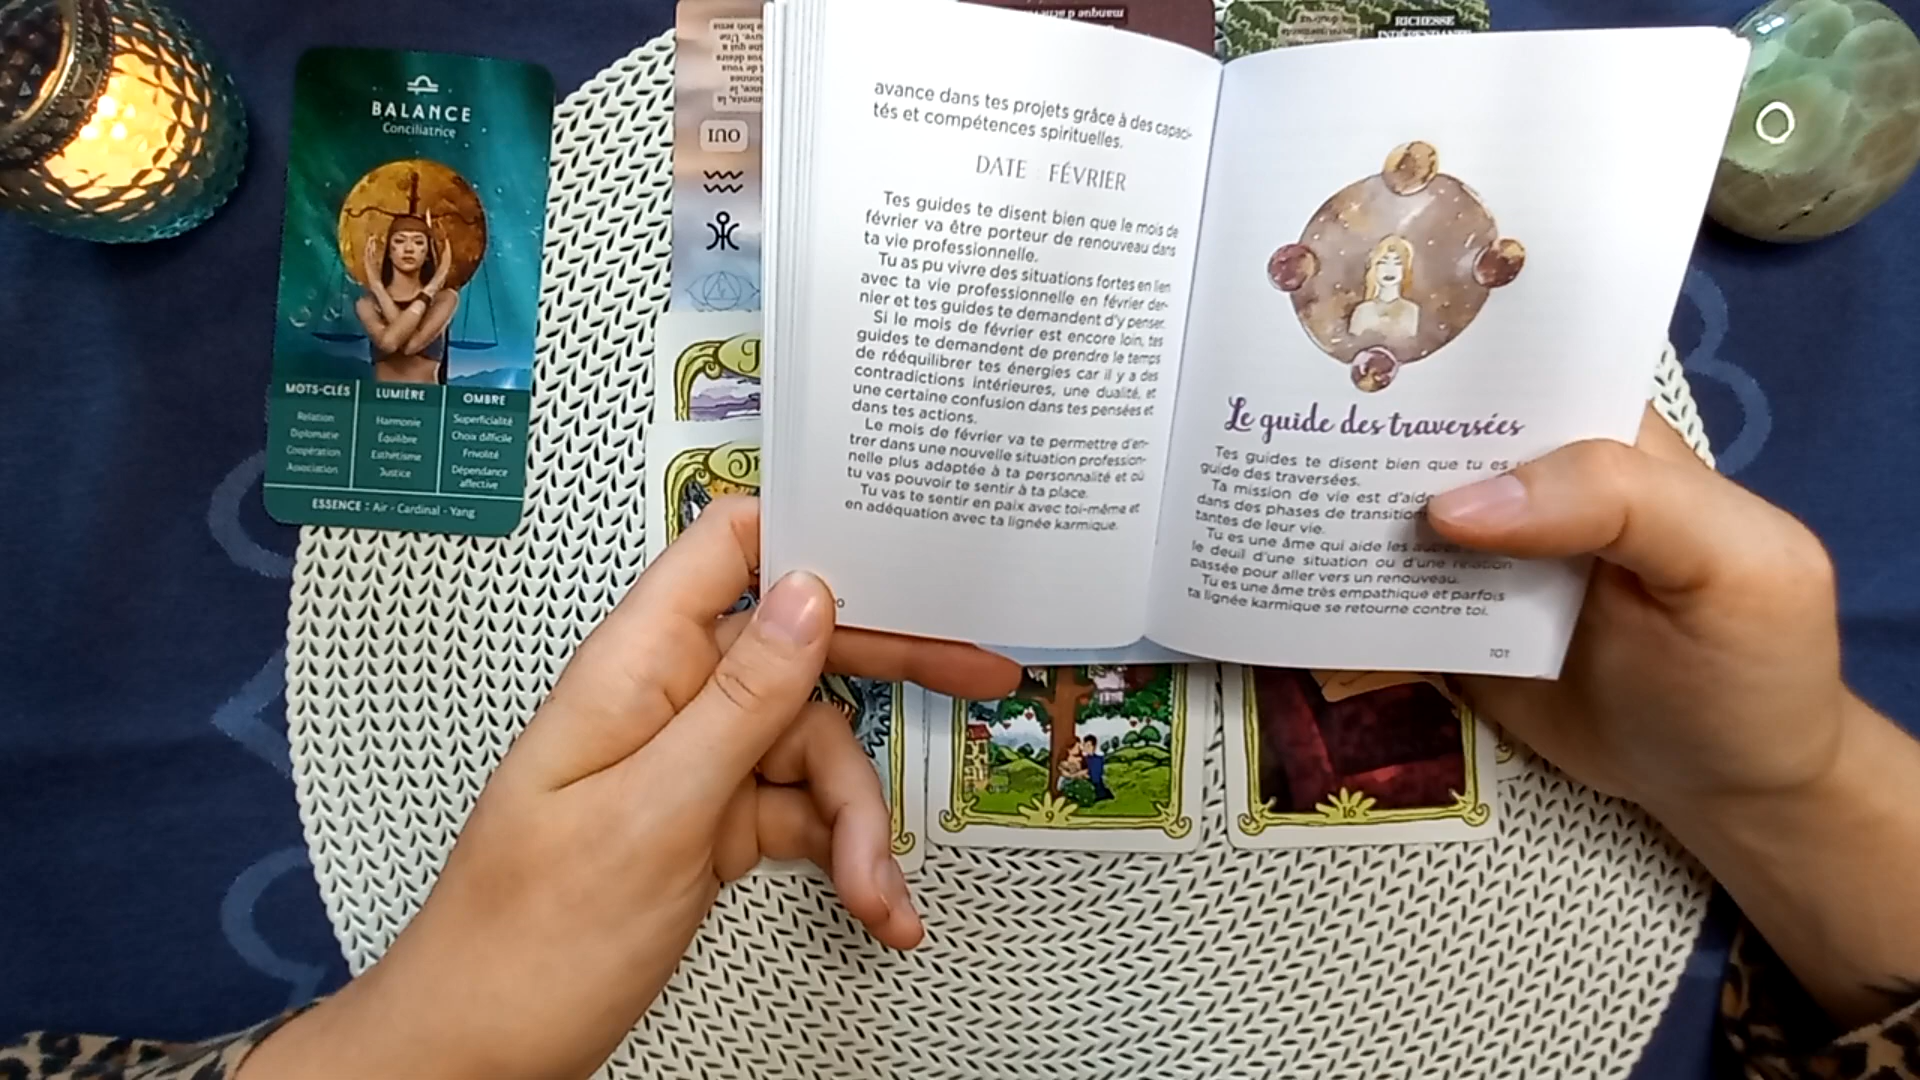 BALANCE
Conciliatrice
MOTS-CLÉS
Relation
Diplomatie
Coopération
Association
LUMIÈRE
Harmonie
Équilibre
Esthétisme
Justice
OMBRE
Superficialité
Choix difficile
Frivolité
Dépendance
affective
ESSENCE : Air - Cardinal - Yang
OUI
manque d'
RICHESSE
INDÉPENDANTE
avance dans tes projets grâce à des capaci-
tés et compétences spirituelles.
DATE : FÉVRIER
Tes guides te disent bien que le mois de
février va être porteur de renouveau dans
ta vie professionnelle.
Tu as pu vivre des situations fortes en lien
avec ta vie professionnelle en février der-
nier et tes guides te demandent d'y penser.
Si le mois de février est encore loin, tes
guides te demandent de prendre le temps
de rééquilibrer tes énergies car il y a des
contradictions intérieures, une dualité, et
une certaine confusion dans tes pensées et
dans tes actions.
Le mois de février va te permettre d'en-
trer dans une nouvelle situation profession-
nelle plus adaptée à ta personnalité et où
tu vas pouvoir te sentir à ta place.
Tu vas te sentir en paix avec toi-même et
en adéquation avec ta lignée karmique.
Le guide des traversées
Tes guides te disent bien que tu es
guide des traversées.
Ta mission de vie est d'aide
dans des phases de transition
tantes de leur vie.
Tu es une âme qui aide les
le deuil d'une situation ou d'une relation
passée pour aller vers un renouveau.
Tu es une âme très empathique et parfois
ta lignée karmique se retourne contre toi.
101
9
16